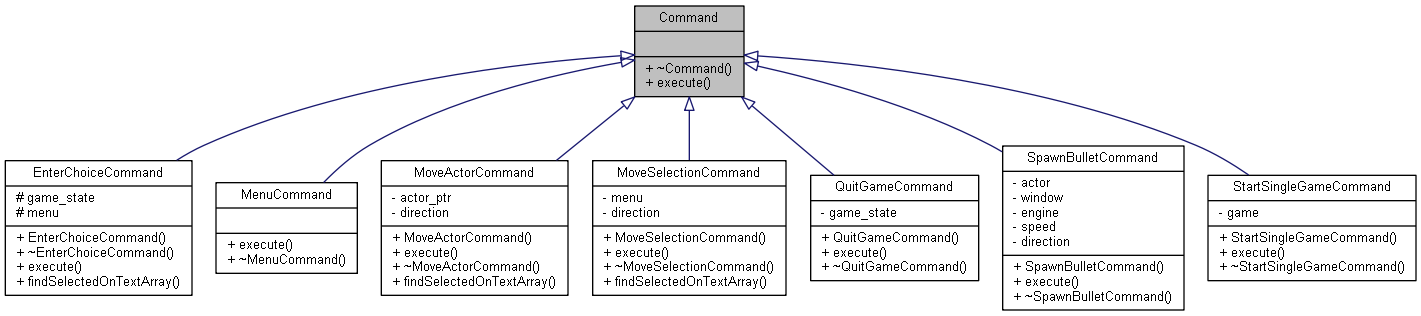 Command
+ ~Command()
+ execute()
EnterChoiceCommand
# game_state
# menu
+ EnterChoiceCommand()
+ ~EnterChoiceCommand()
+ execute()
+ findSelectedOnTextArray()
MenuCommand
+ execute()
+ ~MenuCommand()
MoveActorCommand
- actor_ptr
- direction
+ MoveActorCommand()
+ execute()
+ ~MoveActorCommand()
+ findSelectedOnTextArray()
MoveSelectionCommand
- menu
- direction
+ MoveSelectionCommand()
+ execute()
+ ~MoveSelectionCommand()
+ findSelectedOnTextArray()
QuitGameCommand
- game_state
+ QuitGameCommand()
+ execute()
+ ~QuitGameCommand()
SpawnBulletCommand
- actor
- window
- engine
- speed
- direction
+ SpawnBulletCommand()
+ execute()
+ ~SpawnBulletCommand()
StartSingleGameCommand
- game
+ StartSingleGameCommand()
+ execute()
+ ~StartSingleGameCommand()